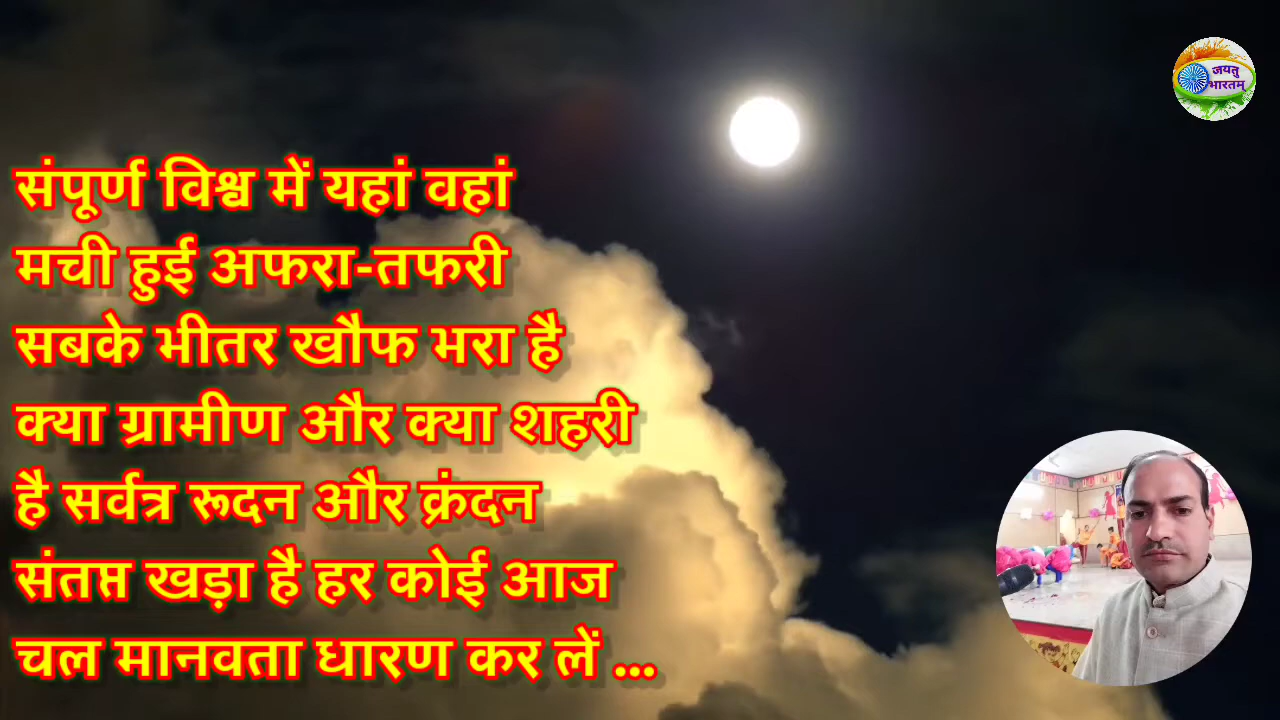 जयतु
भारतम्
संपूर्ण विश्व में यहां वहां
मची हुई अफरा-तफरी
सबके भीतर खौफ भरा है
क्या ग्रामीण और क्या शहरी
है सर्वत्र रूदन और क्रंदन
संतप्त खड़ा है हर कोई आज
चल मानवता धारण कर लें ...